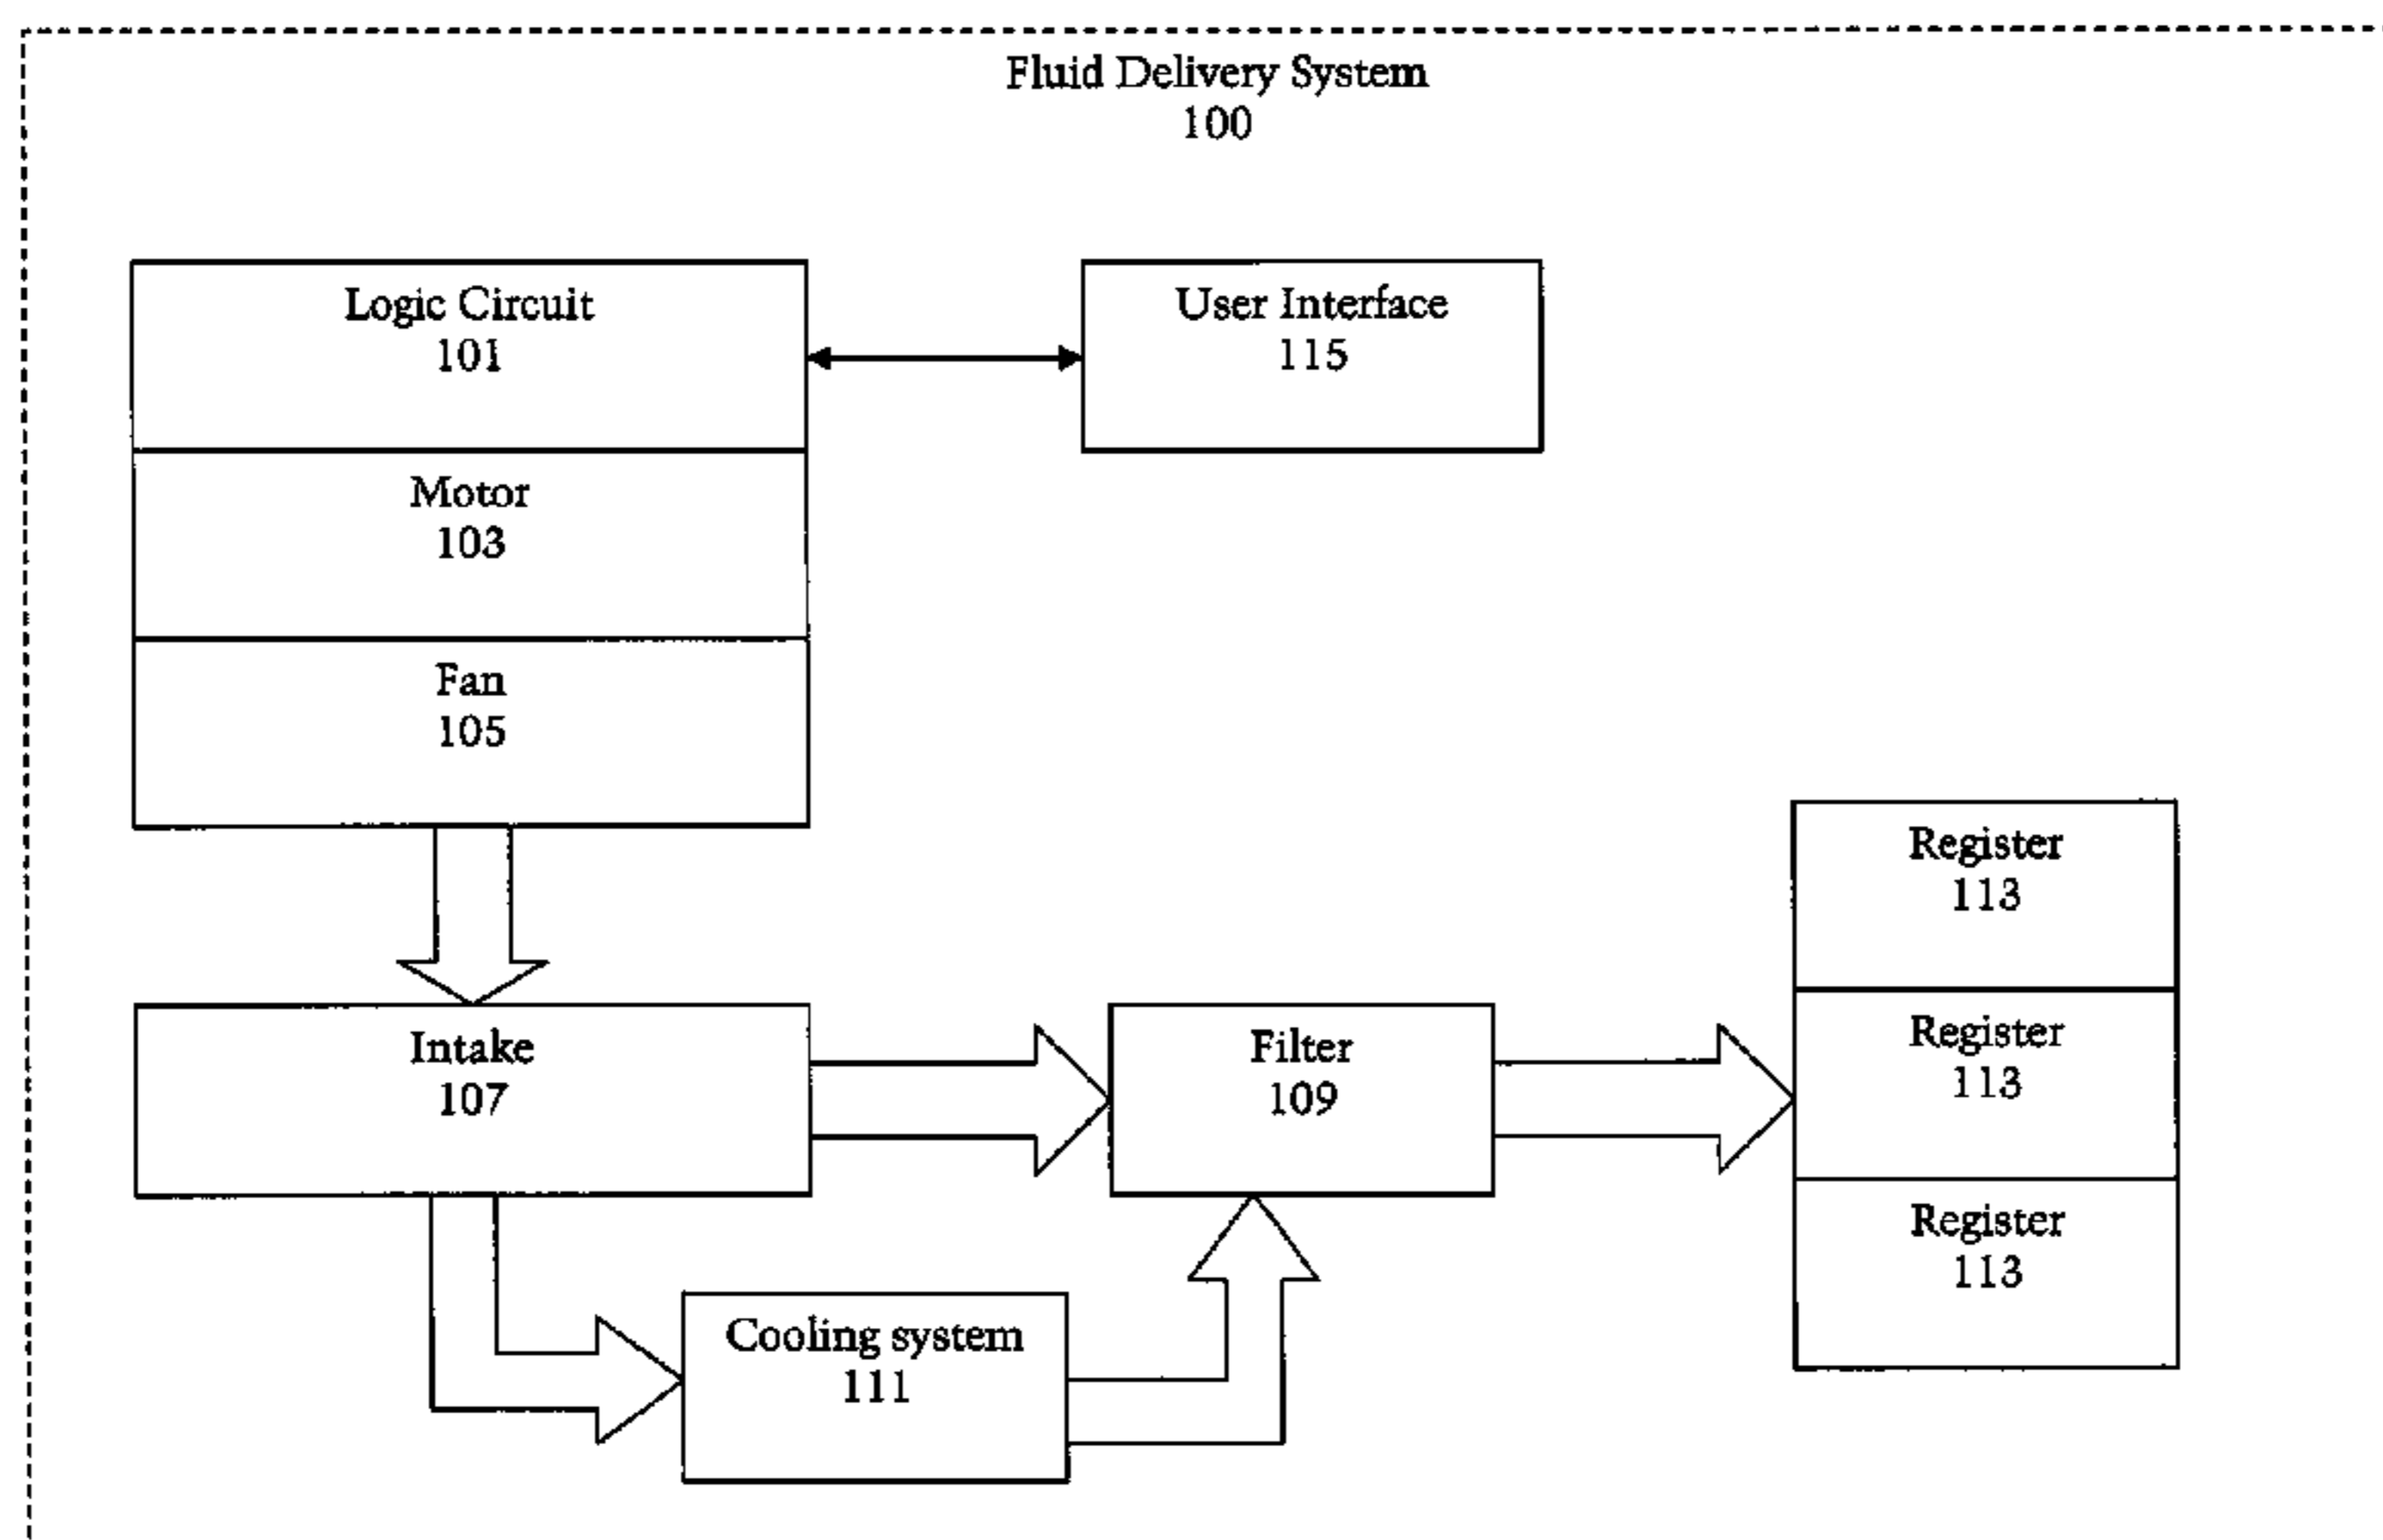 Fluid Delivery System
100
Logic Circuit
101
User Interface
115
Motor
103
Fan
105
Register
113
Intake
107
Filter
109
Register
113
Register
113
Cooling system
111